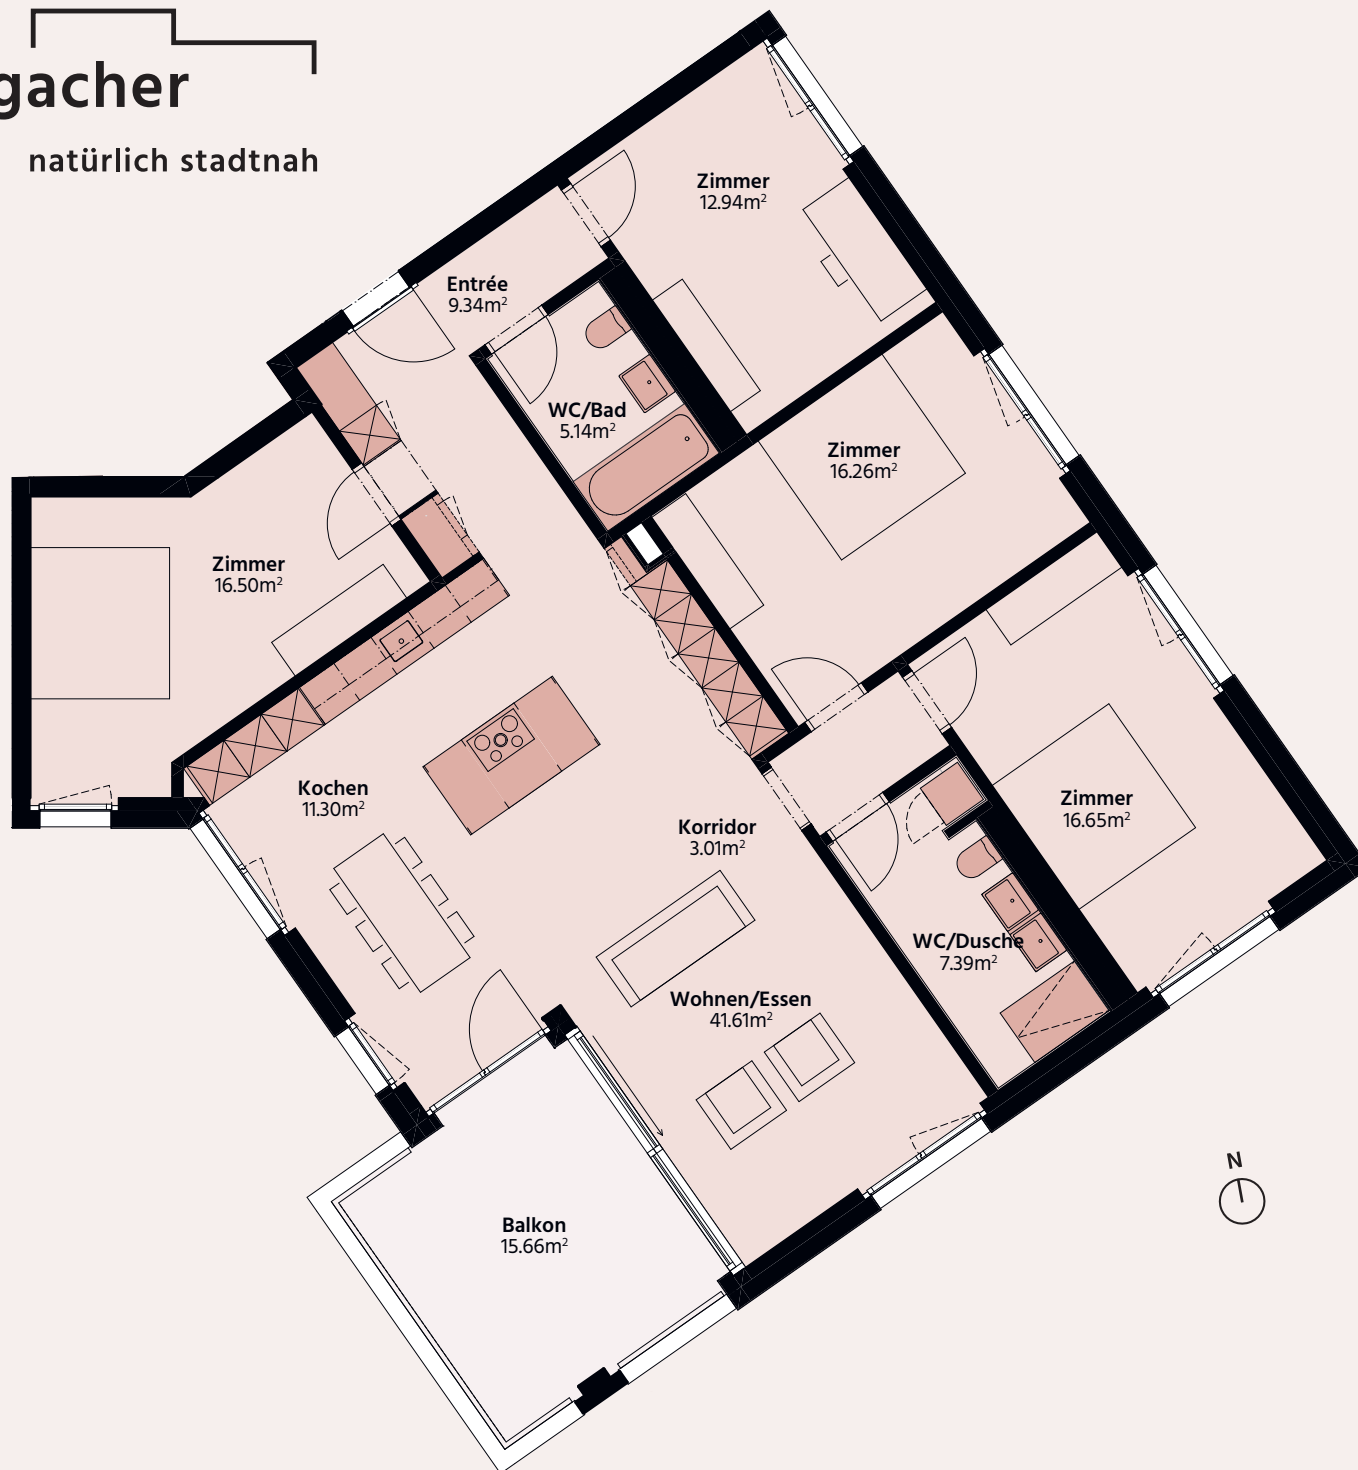 gacher
natürlich stadtnah
Zimmer
12.94m²
Entrée
9.34m²
WC/Bad
5.14m²
Zimmer
16.26m²
Zimmer
16.50m²
Kochen
11.30m²
Korridor
3.01m²
Zimmer
16.65m²
WC/Dusche
7.39m²
Wohnen/Essen
41.61m²
Balkon
15.66m²
N